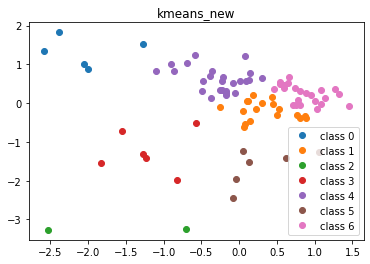 kmeans_new
2
1
0
−1
−2
−3
class 0
class 1
class 2
class 3
class 4
class 5
class 6
−2.5 −2.0 −1.5 −1.0 −0.5 0.0 0.5 1.0 1.5